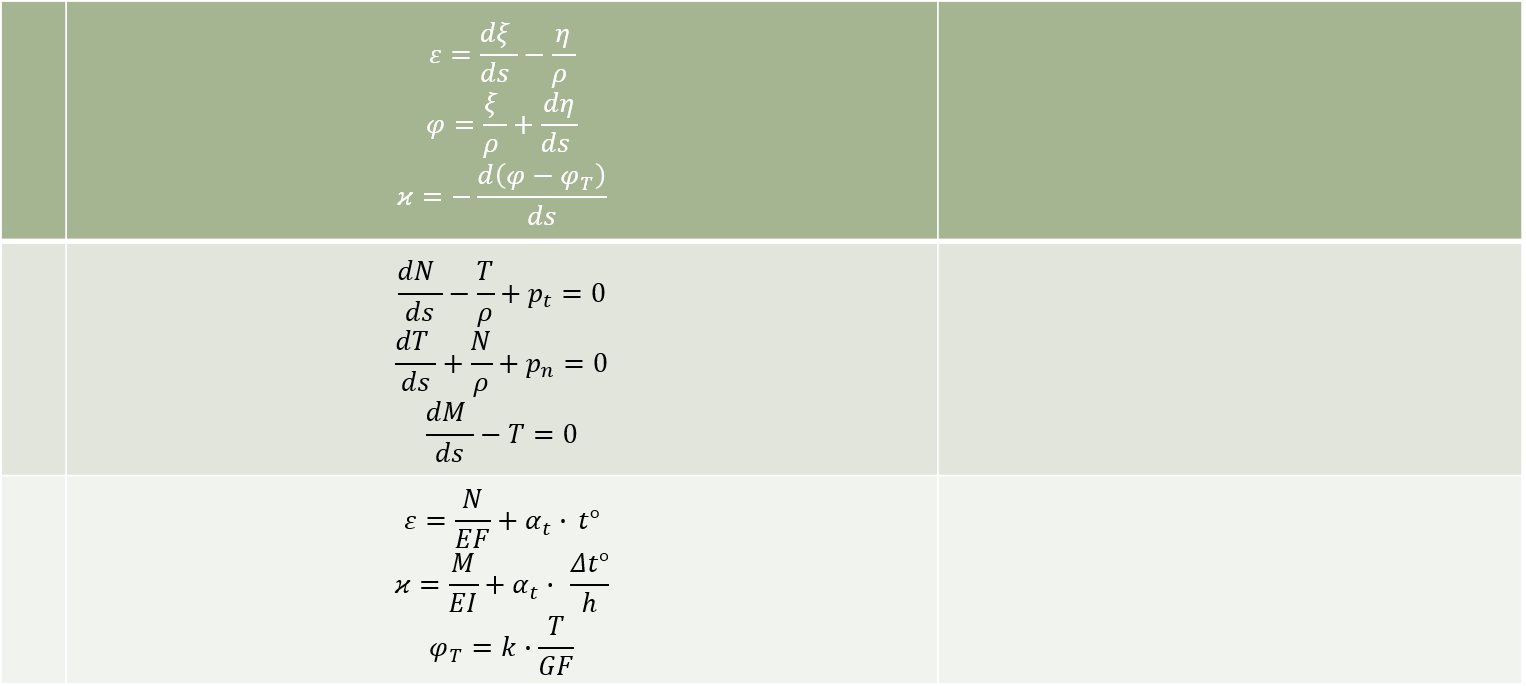 ε = dξ/ds − η/ρ
φ = ξ/ρ + dη/ds
ϰ = − d(φ − φ_T)/ds
dN/ds − T/ρ + p_t = 0
dT/ds + N/ρ + p_n = 0
dM/ds − T = 0
ε = N/EF + α_t · t°
ϰ = M/EI + α_t · Δt°/h
φ_T = k · T/GF